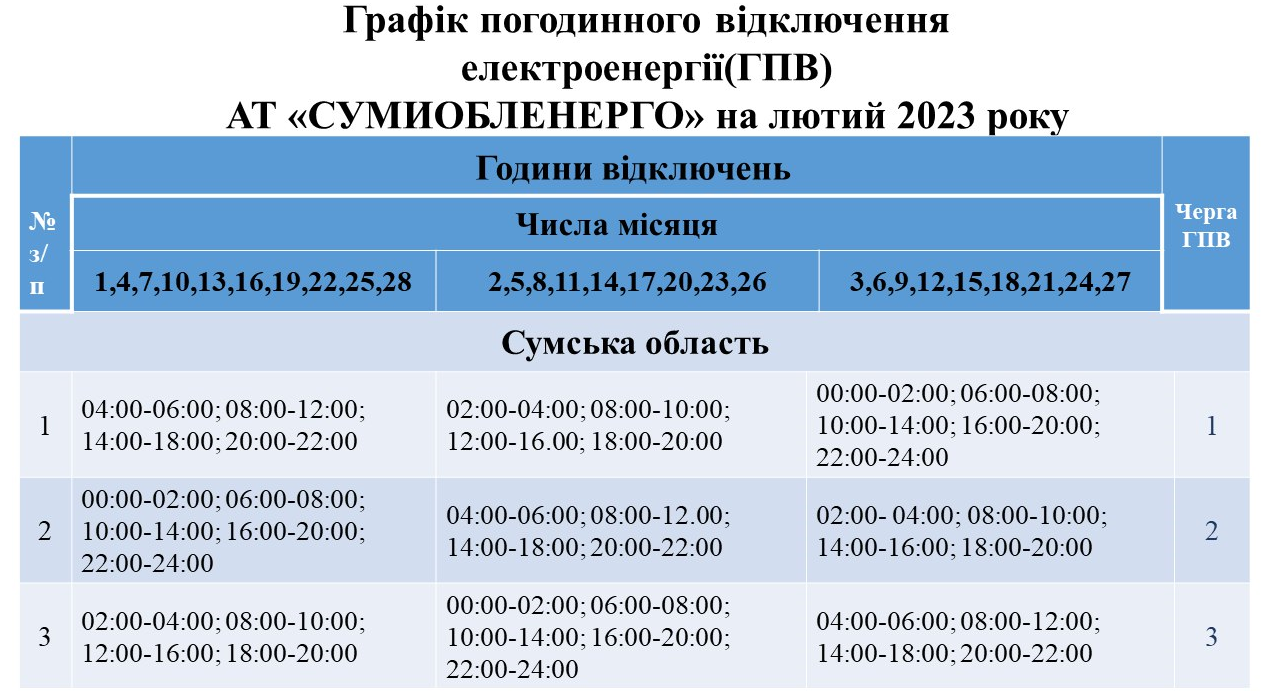 Графік погодинного відключення
електроенергії(ГПВ)
АТ «СУМИОБЛЕНЕРГО» на лютий 2023 року
№
з/
п
Години відключень
Черга
ГПВ
Числа місяця
1,4,7,10,13,16,19,22,25,28
2,5,8,11,14,17,20,23,26
3,6,9,12,15,18,21,24,27
Сумська область
1
04:00-06:00; 08:00-12:00;
14:00-18:00; 20:00-22:00
02:00-04:00; 08:00-10:00;
12:00-16.00; 18:00-20:00
00:00-02:00; 06:00-08:00;
10:00-14:00; 16:00-20:00;
22:00-24:00
1
2
00:00-02:00; 06:00-08:00;
10:00-14:00; 16:00-20:00;
22:00-24:00
04:00-06:00; 08:00-12.00;
14:00-18:00; 20:00-22:00
02:00- 04:00; 08:00-10:00;
14:00-16:00; 18:00-20:00
2
3
02:00-04:00; 08:00-10:00;
12:00-16:00; 18:00-20:00
00:00-02:00; 06:00-08:00;
10:00-14:00; 16:00-20:00;
22:00-24:00
04:00-06:00; 08:00-12:00;
14:00-18:00; 20:00-22:00
3